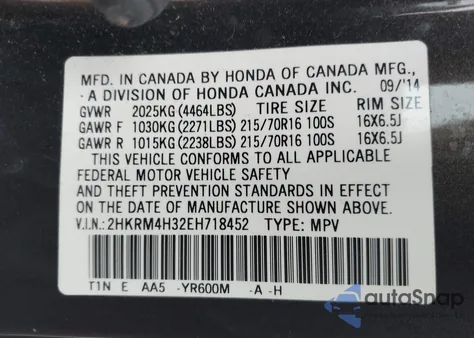 MFD. IN CANADA BY HONDA OF CANADA MFG.,
A DIVISION OF HONDA CANADA INC. 09/'14
GVWR 2025KG (4464LBS) TIRE SIZE RIM SIZE
GAWR F 1030KG (2271LBS) 215/70R16 100S 16X6.5J
GAWR R 1015KG (2238LBS) 215/70R16 100S 16X6.5J
THIS VEHICLE CONFORMS TO ALL APPLICABLE
FEDERAL MOTOR VEHICLE SAFETY
AND THEFT PREVENTION STANDARDS IN EFFECT
ON THE DATE OF MANUFACTURE SHOWN ABOVE.
V.I.N.: 2HKRM4H32EH718452 TYPE: MPV
T1N E AA5 -YR600M -A -H
autoSnap